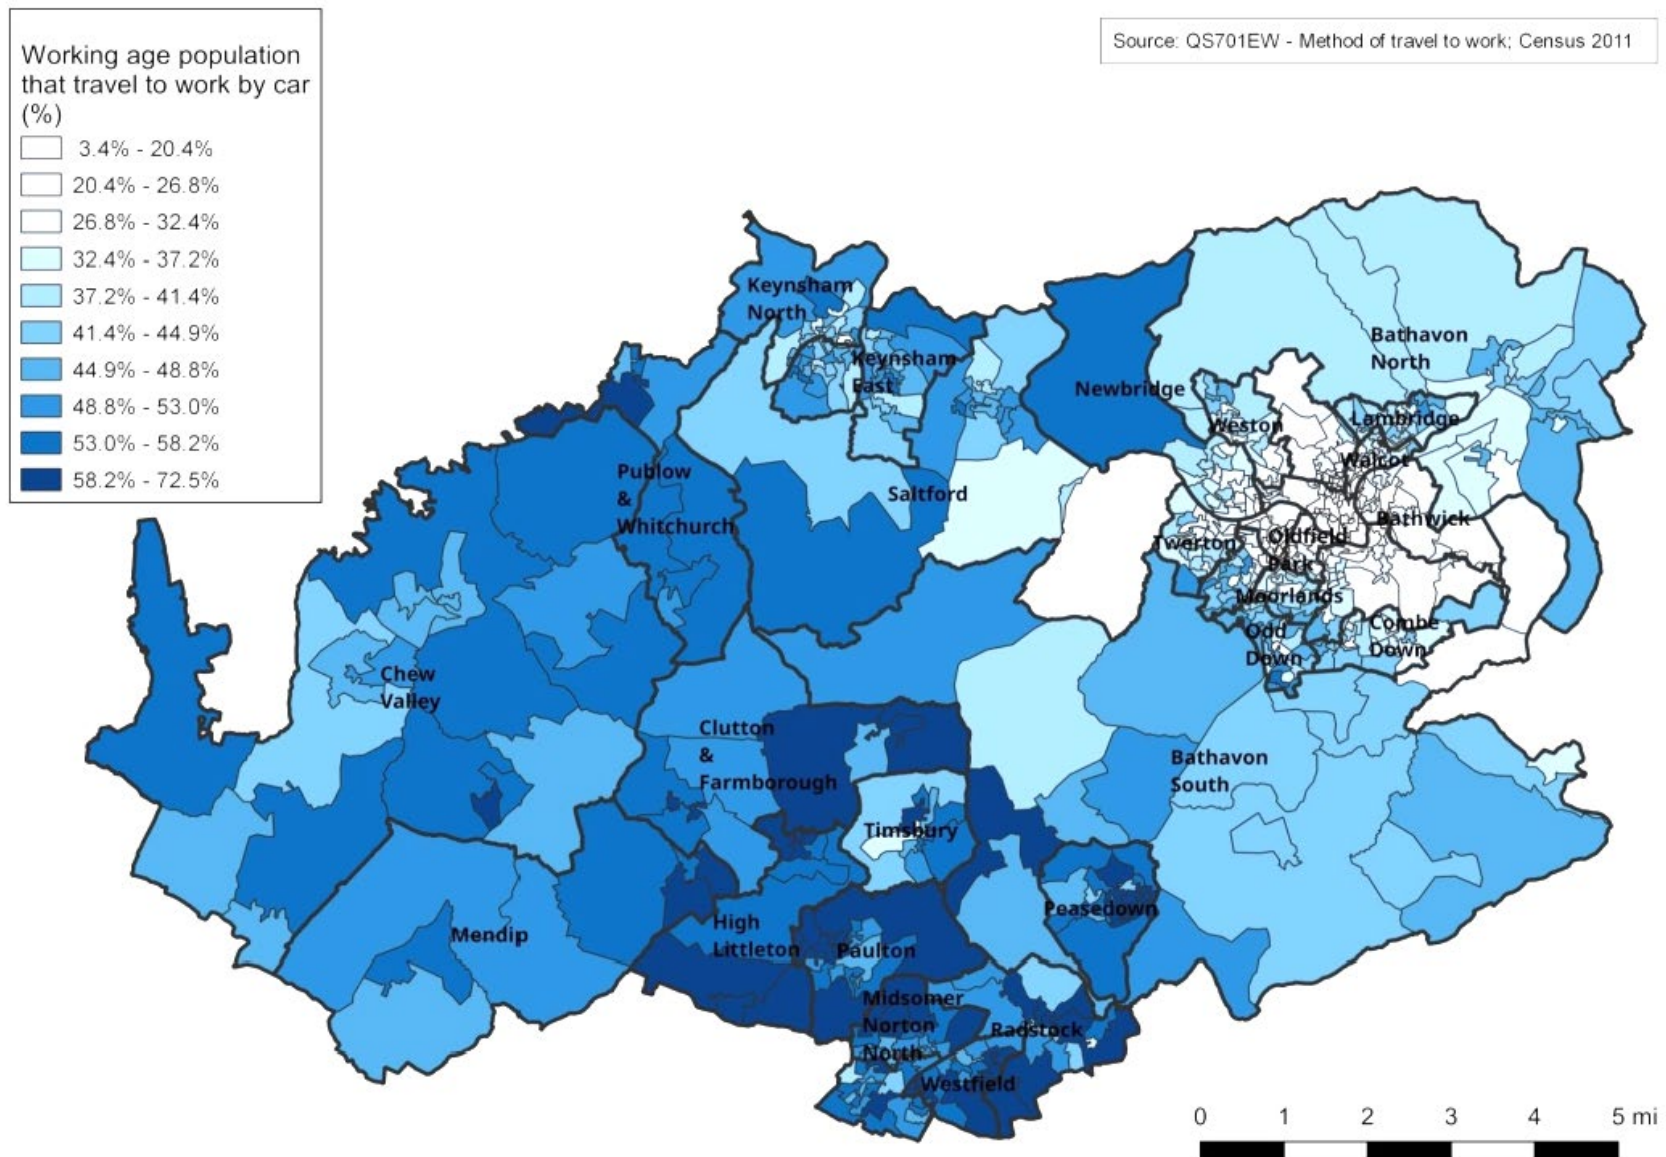 Working age population
that travel to work by car
(%)
3.4% - 20.4%
20.4% - 26.8%
26.8% - 32.4%
32.4% - 37.2%
37.2% - 41.4%
41.4% - 44.9%
44.9% - 48.8%
48.8% - 53.0%
53.0% - 58.2%
58.2% - 72.5%
Source: QS701EW - Method of travel to work; Census 2011
Keynsham
North
Keynsham
East
Bathavon
North
Newbridge
Weston
Lambridge
Walcot
Publow
&
Whitchurch
Saltford
Bathwick
Twerton
Oldfield
Park
Moorlands
Combe
Down
Odd
Down
Chew
Valley
Clutton
&
Farmborough
Bathavon
South
Timsbury
Peasedown
High
Littleton
Mendip
Paulton
Midsomer
Norton
North
Radstock
Westfield
0 1 2 3 4 5 mi